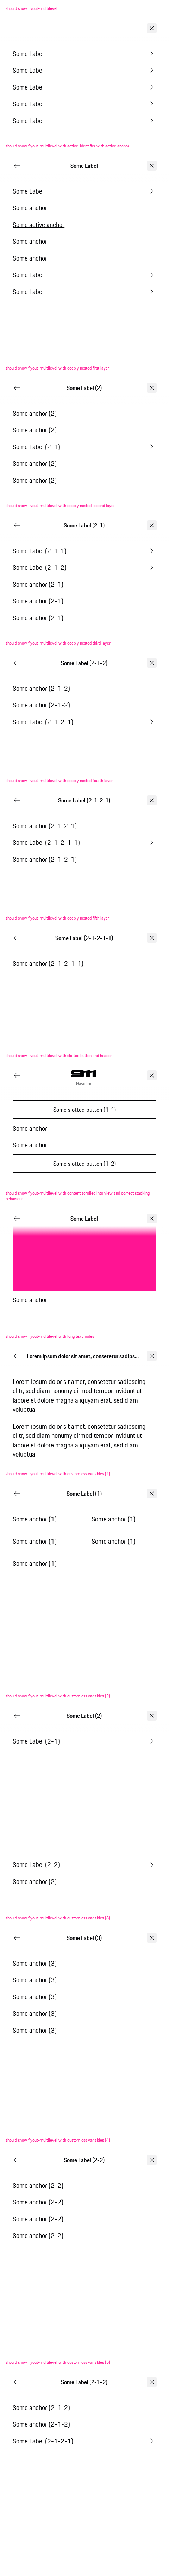 should show flyout-multilevel
Some Label
Some Label
Some Label
Some Label
Some Label
should show flyout-multilevel with active-identifier with active anchor
Some Label
Some Label
Some anchor
Some active anchor
Some anchor
Some anchor
Some Label
Some Label
should show flyout-multilevel with deeply nested first layer
Some Label (2)
Some anchor (2)
Some anchor (2)
Some Label (2-1)
Some anchor (2)
Some anchor (2)
should show flyout-multilevel with deeply nested second layer
Some Label (2-1)
Some Label (2-1-1)
Some Label (2-1-2)
Some anchor (2-1)
Some anchor (2-1)
Some anchor (2-1)
should show flyout-multilevel with deeply nested third layer
Some Label (2-1-2)
Some anchor (2-1-2)
Some anchor (2-1-2)
Some Label (2-1-2-1)
should show flyout-multilevel with deeply nested fourth layer
Some Label (2-1-2-1)
Some anchor (2-1-2-1)
Some Label (2-1-2-1-1)
Some anchor (2-1-2-1)
should show flyout-multilevel with deeply nested fifth layer
Some Label (2-1-2-1-1)
Some anchor (2-1-2-1-1)
should show flyout-multilevel with slotted button and header
911
Gasoline
Some slotted button (1-1)
Some anchor
Some anchor
Some slotted button (1-2)
should show flyout-multilevel with content scrolled into view and correct stacking
behaviour
Some Label
Some anchor
should show flyout-multilevel with long text nodes
Lorem ipsum dolor sit amet, consetetur sadips...
Lorem ipsum dolor sit amet, consetetur sadipscing
elitr, sed diam nonumy eirmod tempor invidunt ut
labore et dolore magna aliquyam erat, sed diam
voluptua.
Lorem ipsum dolor sit amet, consetetur sadipscing
elitr, sed diam nonumy eirmod tempor invidunt ut
labore et dolore magna aliquyam erat, sed diam
voluptua.
should show flyout-multilevel with custom css variables (1)
Some Label (1)
Some anchor (1) Some anchor (1)
Some anchor (1) Some anchor (1)
Some anchor (1)
should show flyout-multilevel with custom css variables (2)
Some Label (2)
Some Label (2-1)
Some Label (2-2)
Some anchor (2)
should show flyout-multilevel with custom css variables (3)
Some Label (3)
Some anchor (3)
Some anchor (3)
Some anchor (3)
Some anchor (3)
Some anchor (3)
should show flyout-multilevel with custom css variables (4)
Some Label (2-2)
Some anchor (2-2)
Some anchor (2-2)
Some anchor (2-2)
Some anchor (2-2)
should show flyout-multilevel with custom css variables (5)
Some Label (2-1-2)
Some anchor (2-1-2)
Some anchor (2-1-2)
Some Label (2-1-2-1)